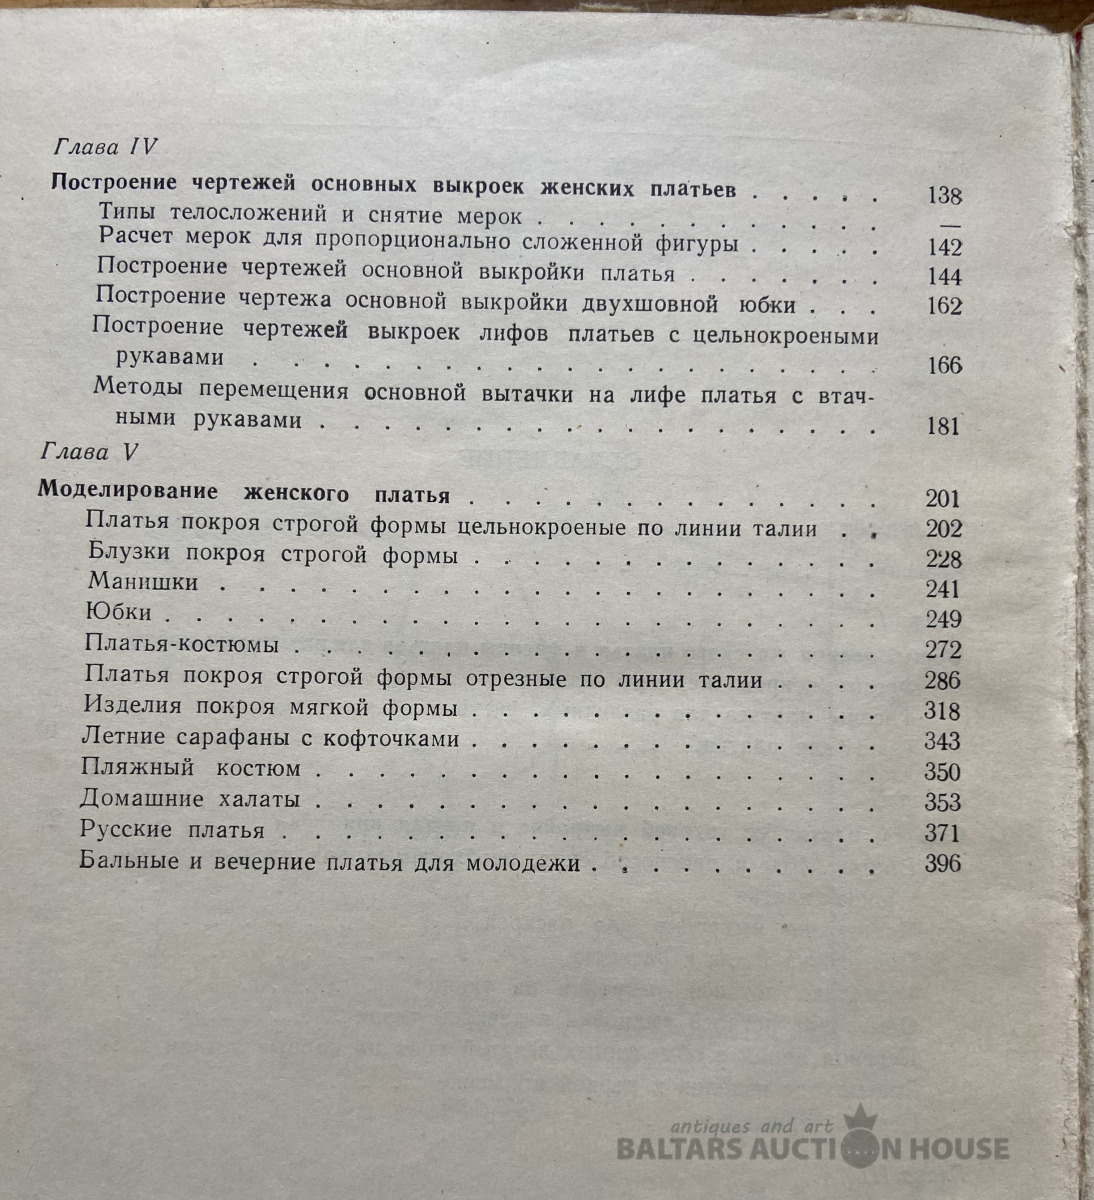 Глава IV
Построение чертежей основных выкроек женских платьев . . . . . 138
Типы телосложений и снятие мерок . . . . . . . . . . . . —
Расчет мерок для пропорционально сложенной фигуры . . . . . 142
Построение чертежей основной выкройки платья . . . . . . . 144
Построение чертежа основной выкройки двухшовной юбки . . . 162
Построение чертежей выкроек лифов платьев с цельнокроеными
рукавами . . . . . . . . . . . . . . . . 166
Методы перемещения основной вытачки на лифе платья с втач-
ными рукавами . . . . . . . . . . . . . . 181
Глава V
Моделирование женского платья . . . . . . . . . . 201
Платья покроя строгой формы цельнокроеные по линии талии . . 202
Блузки покроя строгой формы . . . . . . . . . . . . . 228
Манишки . . . . . . . . . . . . . . . . . . . 241
Юбки . . . . . . . . . . . . . . . . . . . . 249
Платья-костюмы . . . . . . . . . . . . . . . . . 272
Платья покроя строгой формы отрезные по линии талии . . . . 286
Изделия покроя мягкой формы . . . . . . . . . . . . . 318
Летние сарафаны с кофточками . . . . . . . . . . . . . 343
Пляжный костюм . . . . . . . . . . . . . . . . . 350
Домашние халаты . . . . . . . . . . . . . . . . . 353
Русские платья . . . . . . . . . . . . . . . . . 371
Бальные и вечерние платья для молодежи . . . . . . . . . . 396
antiques and art
BALTARS AUCTION HOUSE